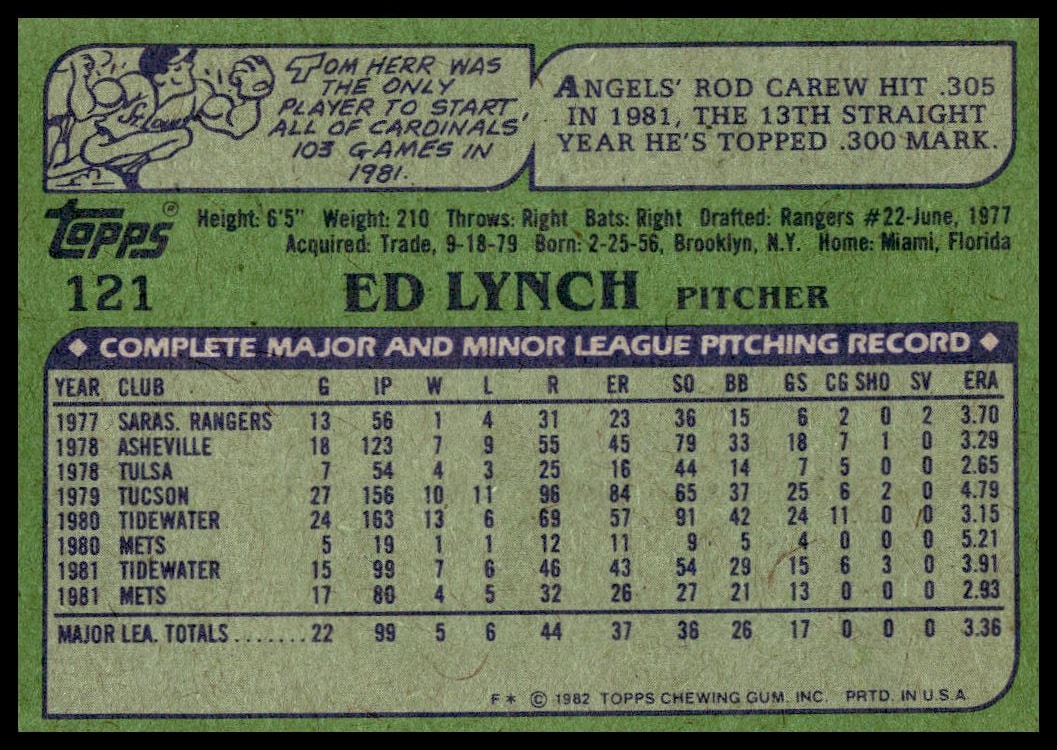 TOM HERR WAS
THE ONLY
PLAYER TO START
ALL OF CARDINALS'
103 GAMES IN
1981.
St. Louis
ANGELS' ROD CAREW HIT .305
IN 1981, THE 13TH STRAIGHT
YEAR HE'S TOPPED .300 MARK.
TOPPS®
Height: 6'5" Weight: 210 Throws: Right Bats: Right Drafted: Rangers #22-June, 1977
Acquired: Trade, 9-18-79 Born: 2-25-56, Brooklyn, N.Y. Home: Miami, Florida
121 ED LYNCH PITCHER
◆ COMPLETE MAJOR AND MINOR LEAGUE PITCHING RECORD ◆
YEAR CLUB G IP W L R ER SO BB GS CG SHO SV ERA
1977 SARAS. RANGERS 13 56 1 4 31 23 36 15 6 2 0 2 3.70
1978 ASHEVILLE 18 123 7 9 55 45 79 33 18 7 1 0 3.29
1978 TULSA 7 54 4 3 25 16 44 14 7 5 0 0 2.65
1979 TUCSON 27 156 10 11 96 84 65 37 25 6 2 0 4.79
1980 TIDEWATER 24 163 13 6 69 57 91 42 24 11 0 0 3.15
1980 METS 5 19 1 1 12 11 9 5 4 0 0 0 5.21
1981 TIDEWATER 15 99 7 6 46 43 54 29 15 6 3 0 3.91
1981 METS 17 80 4 5 32 26 27 21 13 0 0 0 2.93
MAJOR LEA. TOTALS.......22 99 5 6 44 37 36 26 17 0 0 0 3.36
F* © 1982 TOPPS CHEWING GUM, INC. PRTD. IN U.S.A.